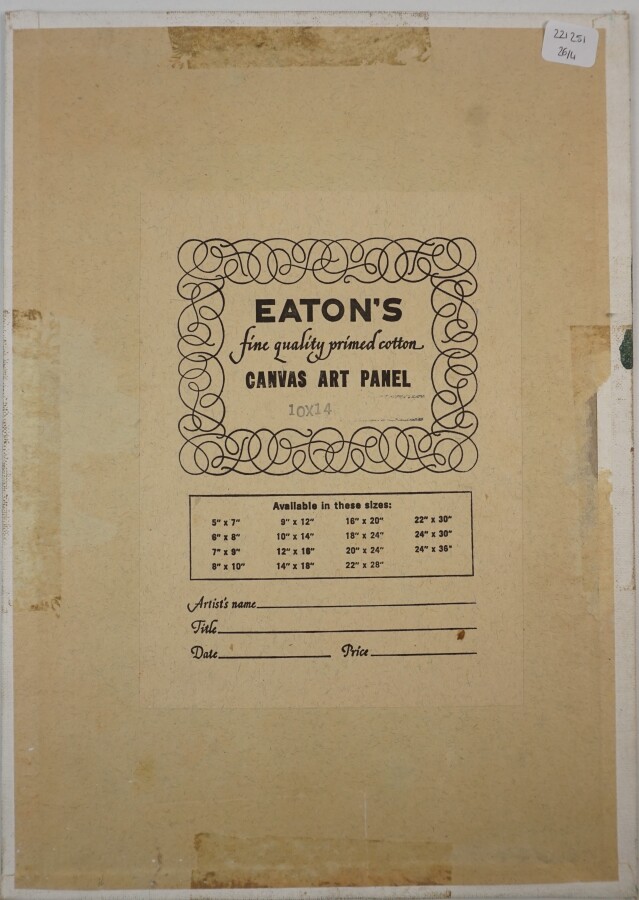 221251
26/4
EATON'S
fine quality primed cotton
CANVAS ART PANEL
10X14
Available in these sizes:
5" x 7" 9" x 12" 16" x 20" 22" x 30"
6" x 8" 10" x 14" 18" x 24" 24" x 30"
7" x 9" 12" x 16" 20" x 24" 24" x 36"
8" x 10" 14" x 18" 22" x 28"
Artist's name
Title
Date Price